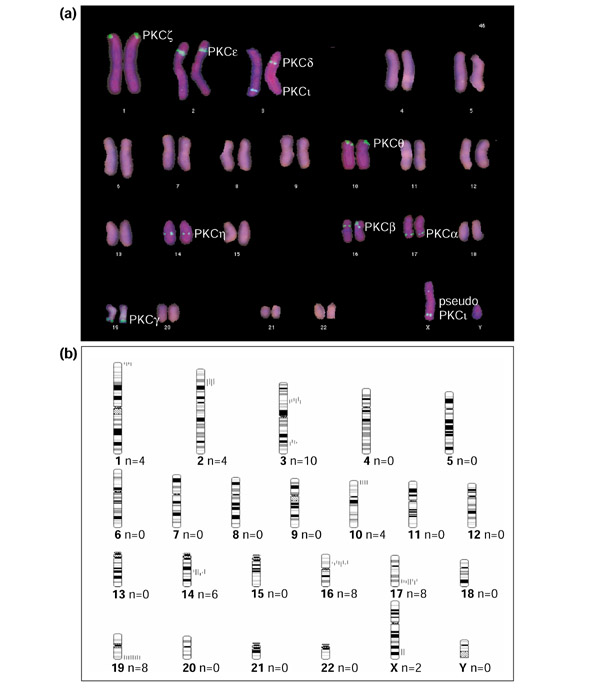 (a)
46
PKCζ
PKCε
PKCδ
PKCι
1 2 3 4 5
PKCθ
6 7 8 9 10 11 12
PKCη PKCβ PKCα
13 14 15 16 17 18
PKCγ
pseudo
PKCι
19 20 21 22 X Y
(b)
1 n=4 2 n=4 3 n=10 4 n=0 5 n=0
6 n=0 7 n=0 8 n=0 9 n=0 10 n=4 11 n=0 12 n=0
13 n=0 14 n=6 15 n=0 16 n=8 17 n=8 18 n=0
19 n=8 20 n=0 21 n=0 22 n=0 X n=2 Y n=0